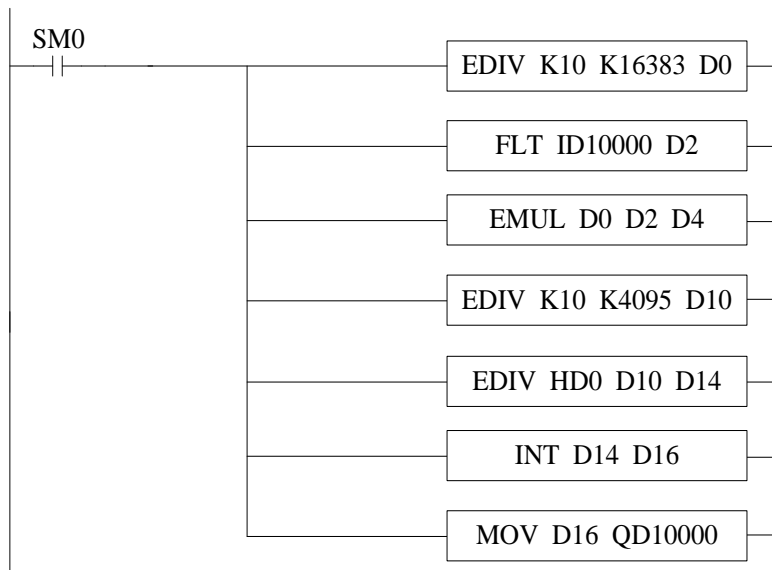 SM0
EDIV K10 K16383 D0
FLT ID10000 D2
EMUL D0 D2 D4
EDIV K10 K4095 D10
EDIV HD0 D10 D14
INT D14 D16
MOV D16 QD10000